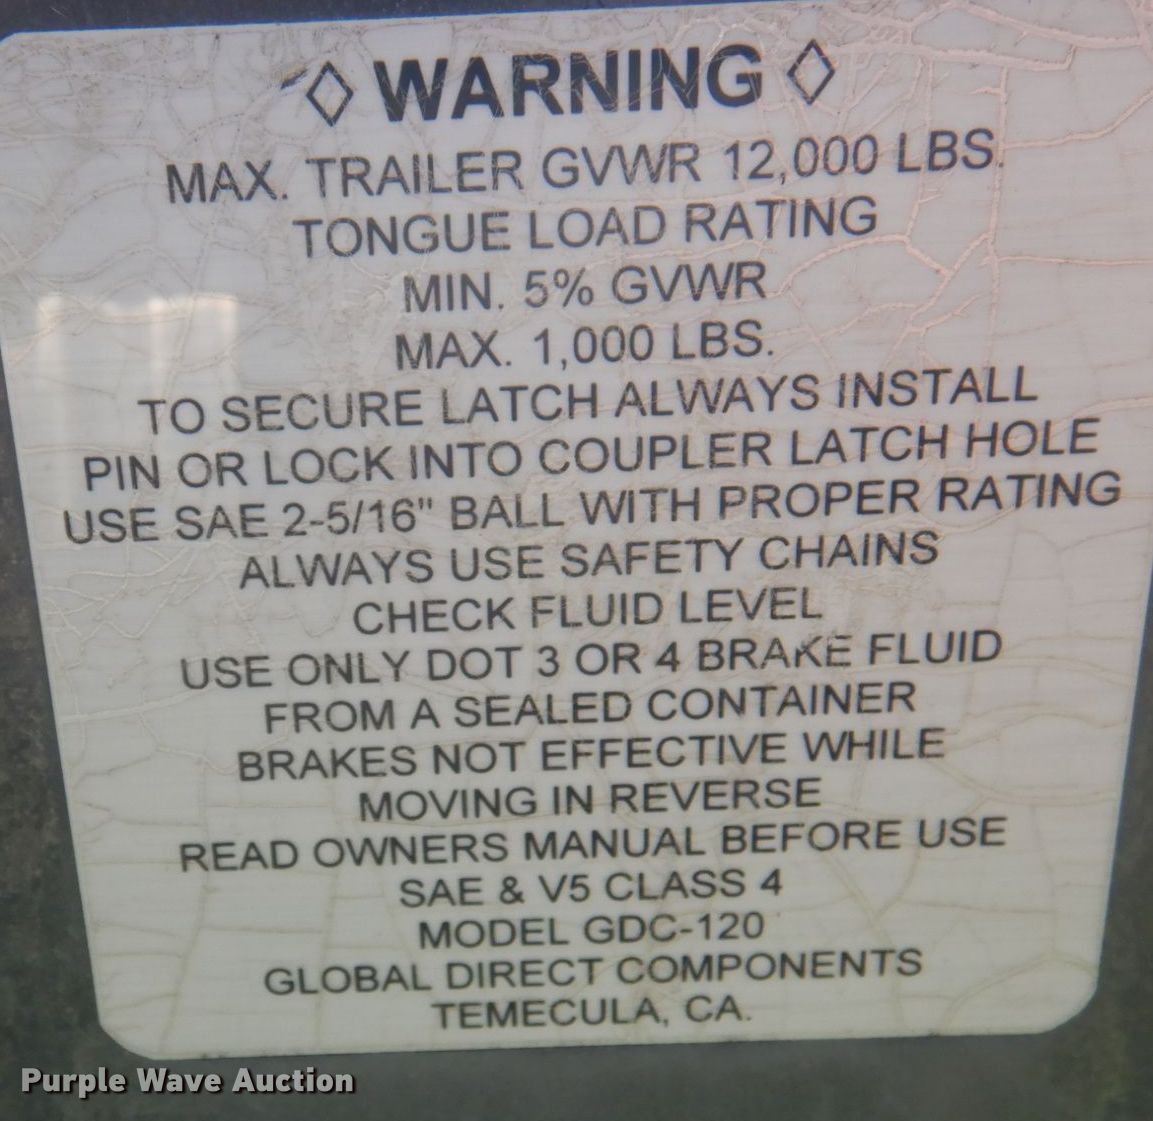 ◊ WARNING ◊
MAX. TRAILER GVWR 12,000 LBS.
TONGUE LOAD RATING
MIN. 5% GVWR
MAX. 1,000 LBS.
TO SECURE LATCH ALWAYS INSTALL
PIN OR LOCK INTO COUPLER LATCH HOLE
USE SAE 2-5/16" BALL WITH PROPER RATING
ALWAYS USE SAFETY CHAINS
CHECK FLUID LEVEL
USE ONLY DOT 3 OR 4 BRAKE FLUID
FROM A SEALED CONTAINER
BRAKES NOT EFFECTIVE WHILE
MOVING IN REVERSE
READ OWNERS MANUAL BEFORE USE
SAE & V5 CLASS 4
MODEL GDC-120
GLOBAL DIRECT COMPONENTS
TEMECULA, CA.
Purple Wave Auction